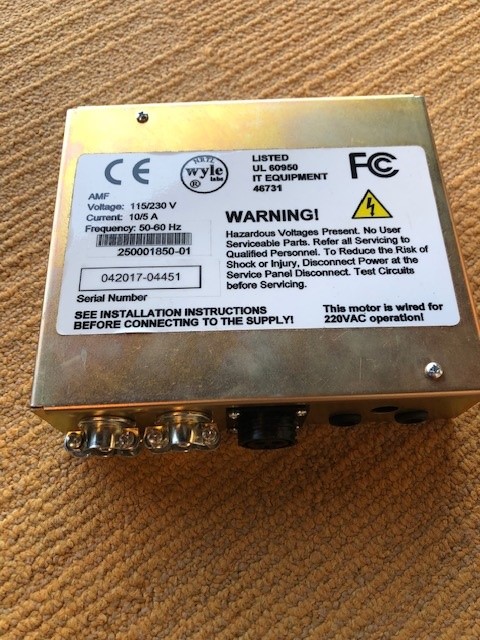 CE
NRTL
wyle
labs
®
LISTED
UL 60950
IT EQUIPMENT
46731
FCC
AMF
Voltage: 115/230 V
Current: 10/5 A
Frequency: 50-60 Hz
250001850-01
042017-04451
Serial Number
WARNING!
Hazardous Voltages Present. No User
Serviceable Parts. Refer all Servicing to
Qualified Personnel. To Reduce the Risk of
Shock or Injury, Disconnect Power at the
Service Panel Disconnect. Test Circuits
before Servicing.
SEE INSTALLATION INSTRUCTIONS
BEFORE CONNECTING TO THE SUPPLY!
This motor is wired for
220VAC operation!